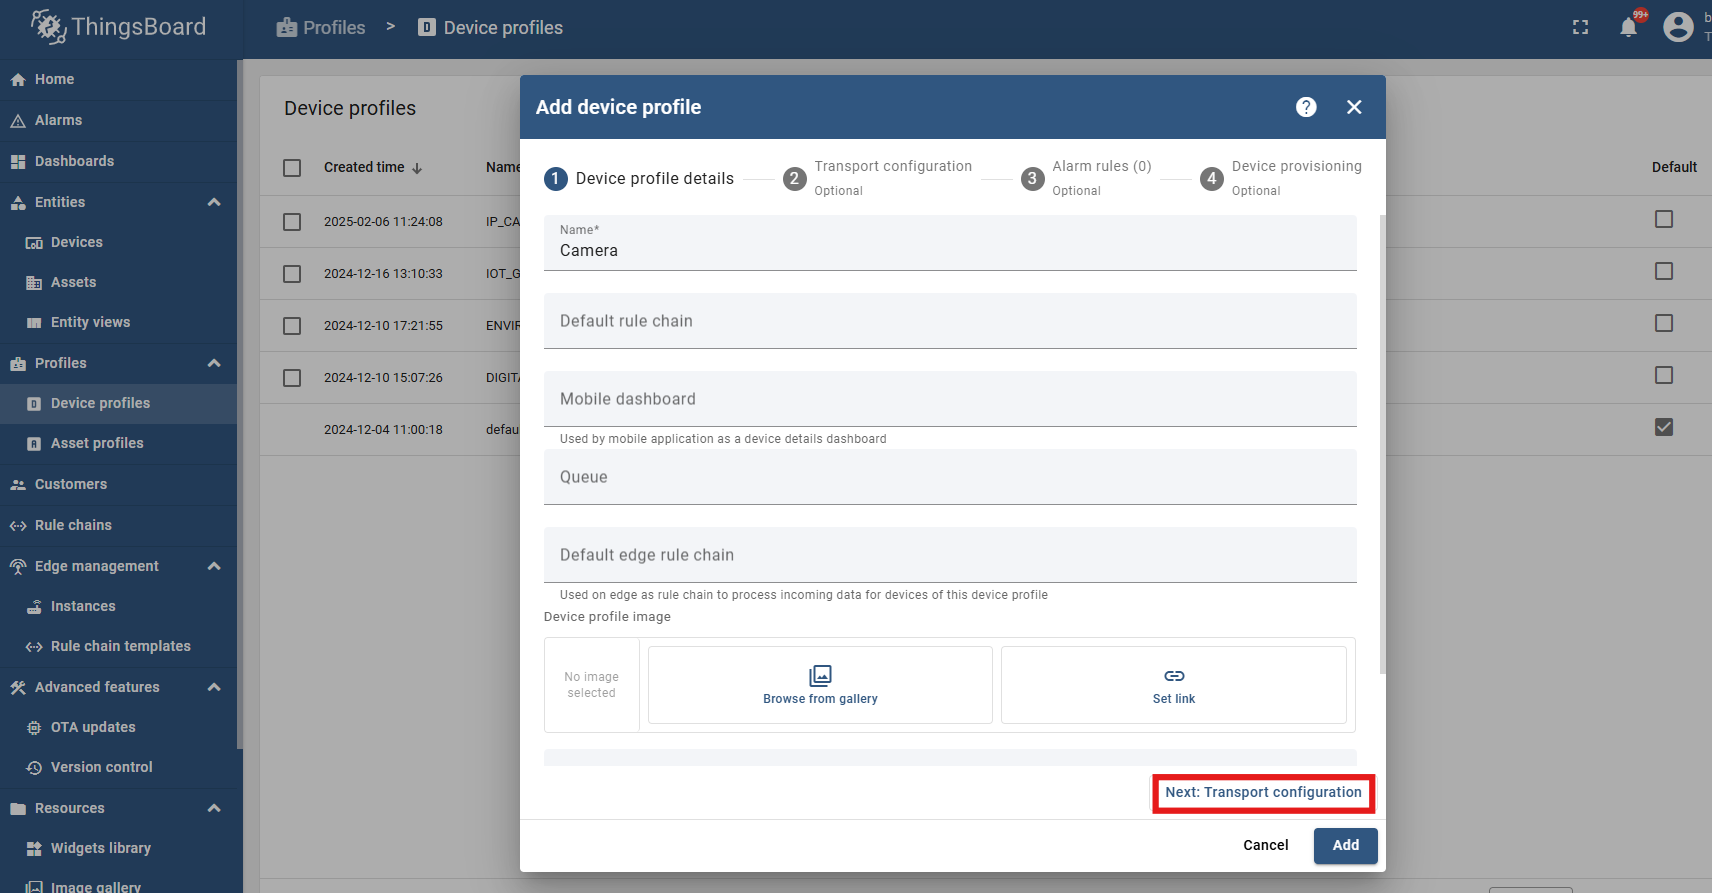 ThingsBoard
Profiles > Device profiles
99+
Home
Alarms
Dashboards
Entities
Devices
Assets
Entity views
Profiles
Device profiles
Asset profiles
Customers
Rule chains
Edge management
Instances
Rule chain templates
Advanced features
OTA updates
Version control
Resources
Widgets library
Image gallery
Device profiles
Created time Name Default
2025-02-06 11:24:08 IP_CA
2024-12-16 13:10:33 IOT_G
2024-12-10 17:21:55 ENVIR
2024-12-10 15:07:26 DIGIT
2024-12-04 11:00:18 defau
Add device profile
1 Device profile details
2 Transport configuration
Optional
3 Alarm rules (0)
Optional
4 Device provisioning
Optional
Name*
Camera
Default rule chain
Mobile dashboard
Used by mobile application as a device details dashboard
Queue
Default edge rule chain
Used on edge as rule chain to process incoming data for devices of this device profile
Device profile image
No image
selected
Browse from gallery
Set link
Next: Transport configuration
Cancel Add